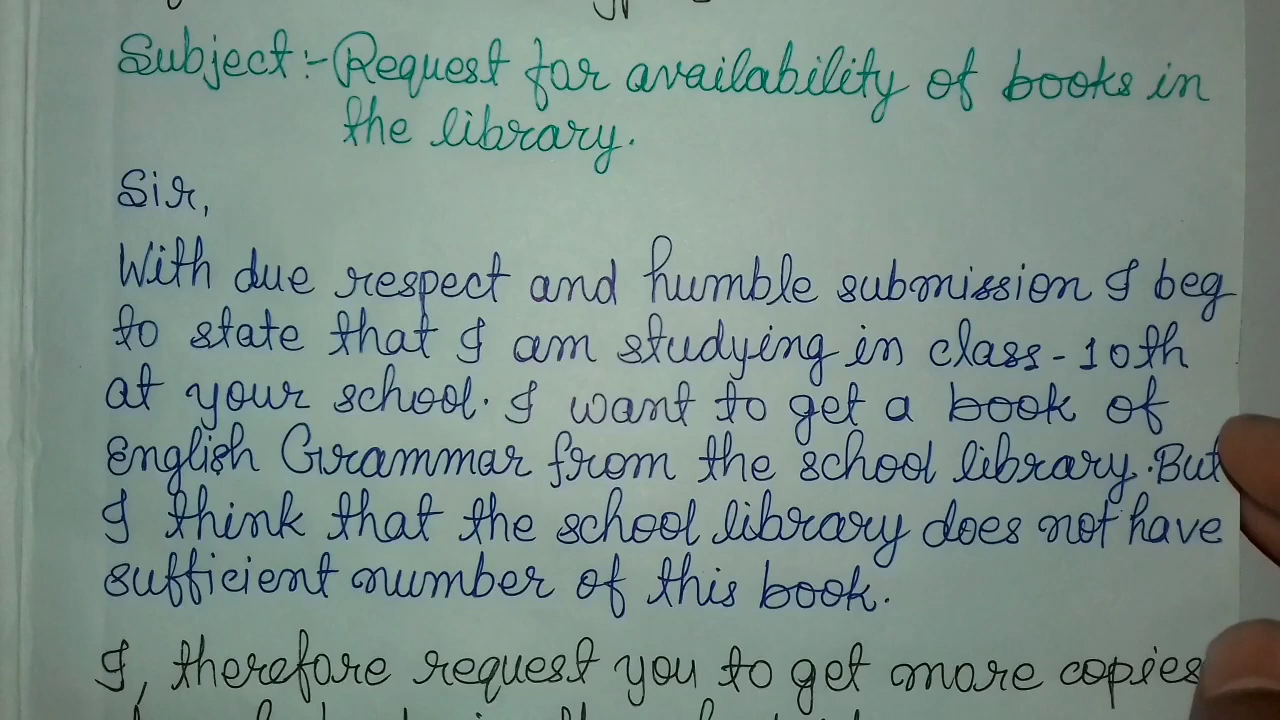 Subject:- Request for availability of books in
the library.
Sir,
With due respect and humble submission I beg
to state that I am studying in class-10th
at your school. I want to get a book of
English Grammar from the school library. But
I think that the school library does not have
sufficient number of this book.
I, therefore request you to get more copies